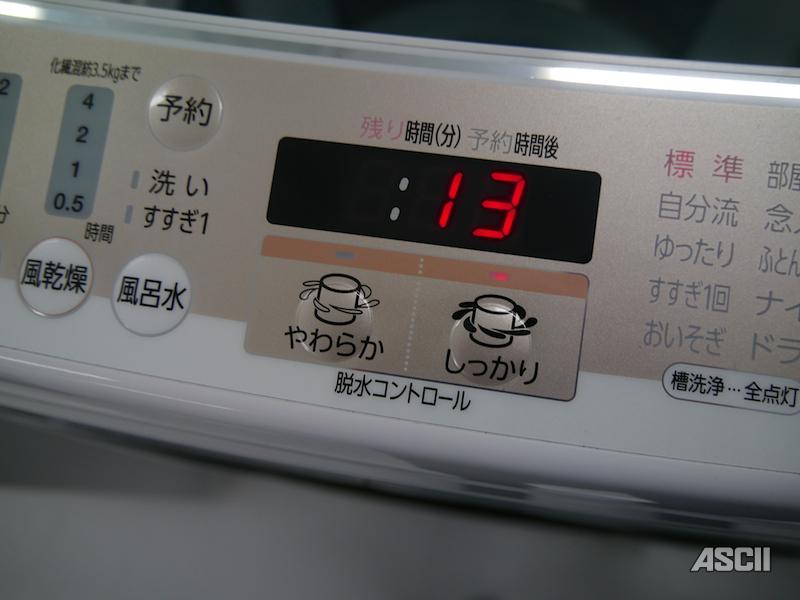 化繊混紡3.5kgまで
4
2
1
0.5
時間
分
予約
洗い
すすぎ1
風乾燥
風呂水
残り時間(分) 予約時間後
:13
やわらか
しっかり
脱水コントロール
標準
自分流
ゆったり
すすぎ1回
おいそぎ
槽洗浄…全点灯
ASCII